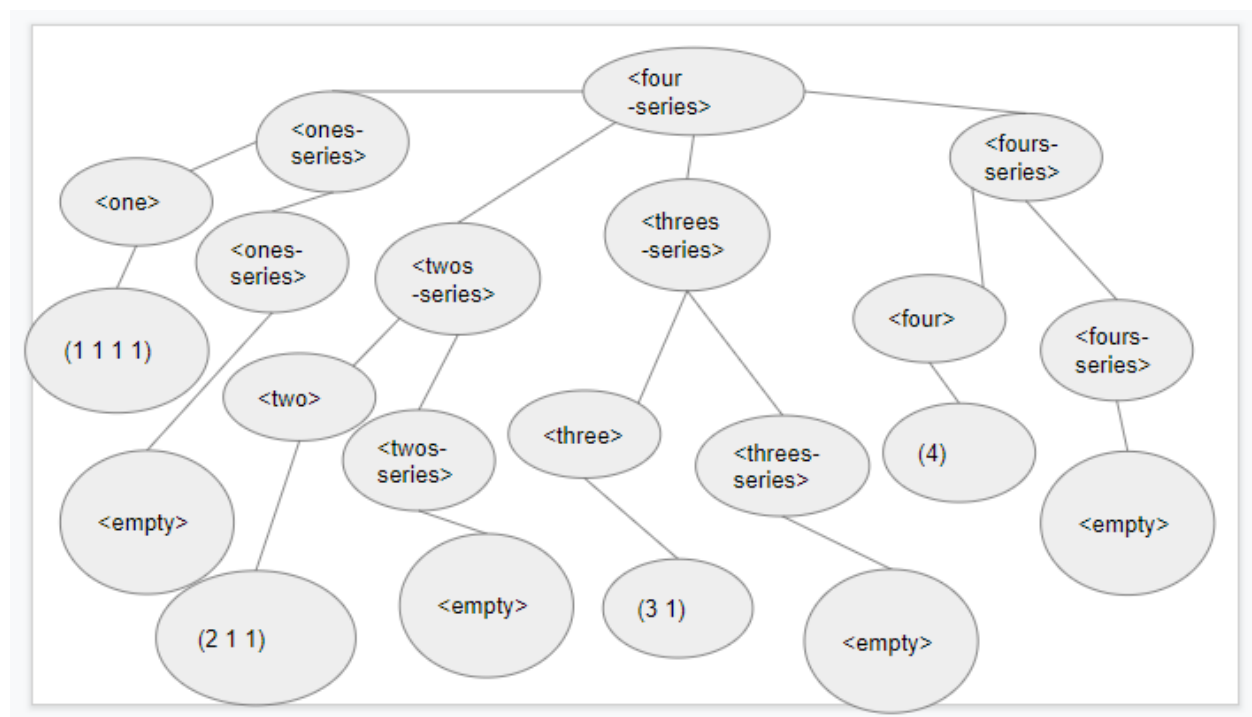 <four
-series>
<ones-
series>
<fours-
series>
<one>
<threes
-series>
<ones-
series>
<twos
-series>
<four>
<fours-
series>
(1 1 1 1)
<two>
<three>
<twos-
series>
<threes-
series>
(4)
<empty>
<empty>
<empty>
(3 1)
(2 1 1)
<empty>